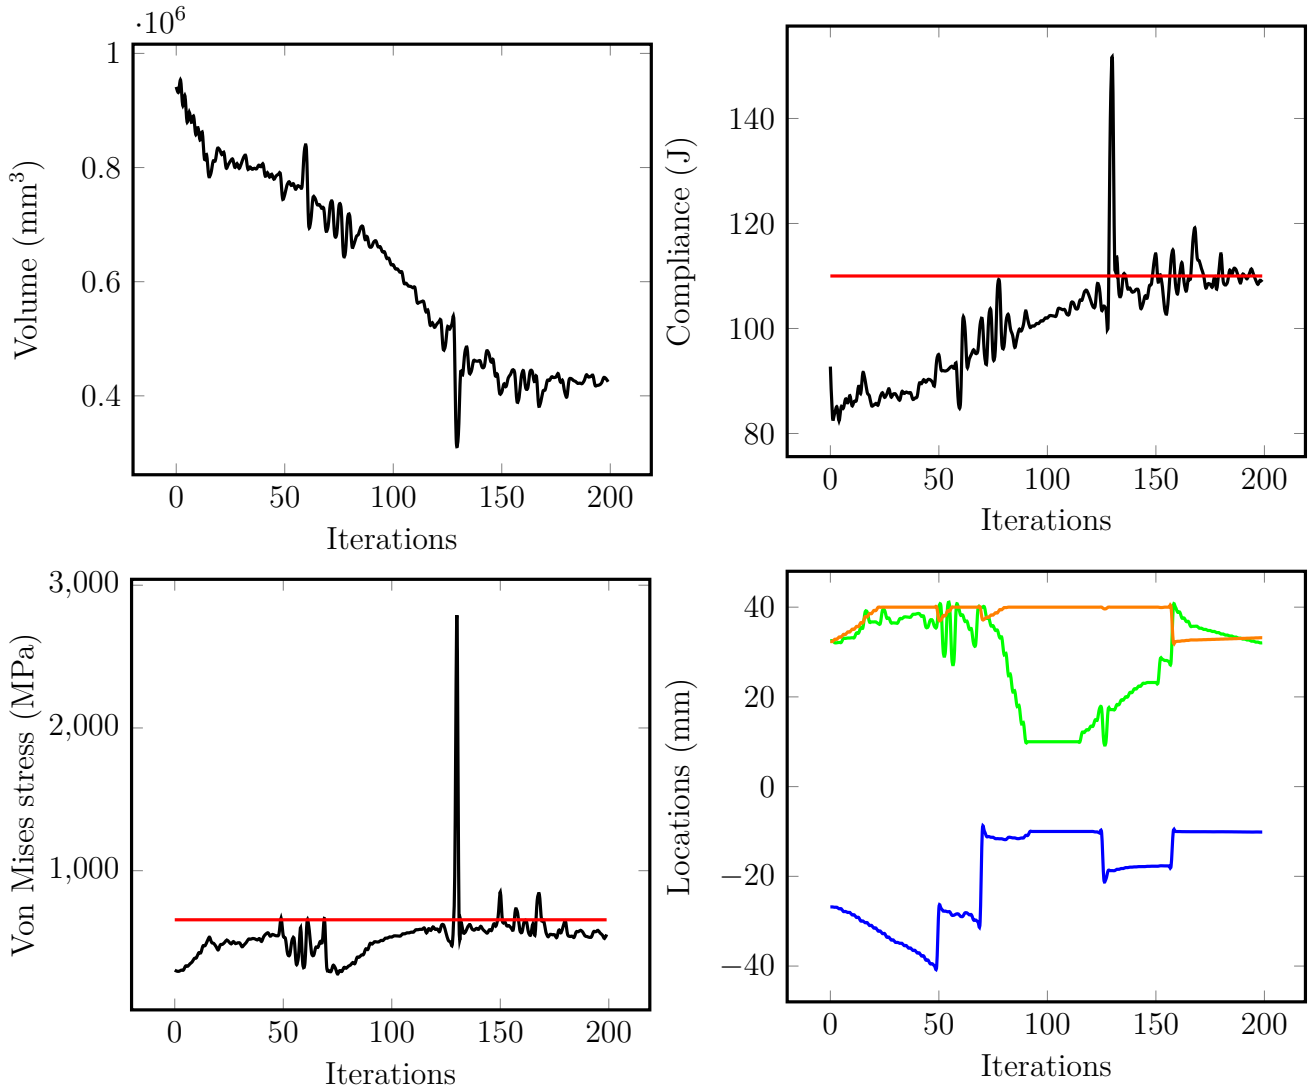 ·10⁶
1
0.8
0.6
0.4
0 50 100 150 200
Iterations
Volume (mm³)
140
120
100
80
0 50 100 150 200
Iterations
Compliance (J)
3,000
2,000
1,000
0 50 100 150 200
Iterations
Von Mises stress (MPa)
40
20
0
−20
−40
0 50 100 150 200
Iterations
Locations (mm)